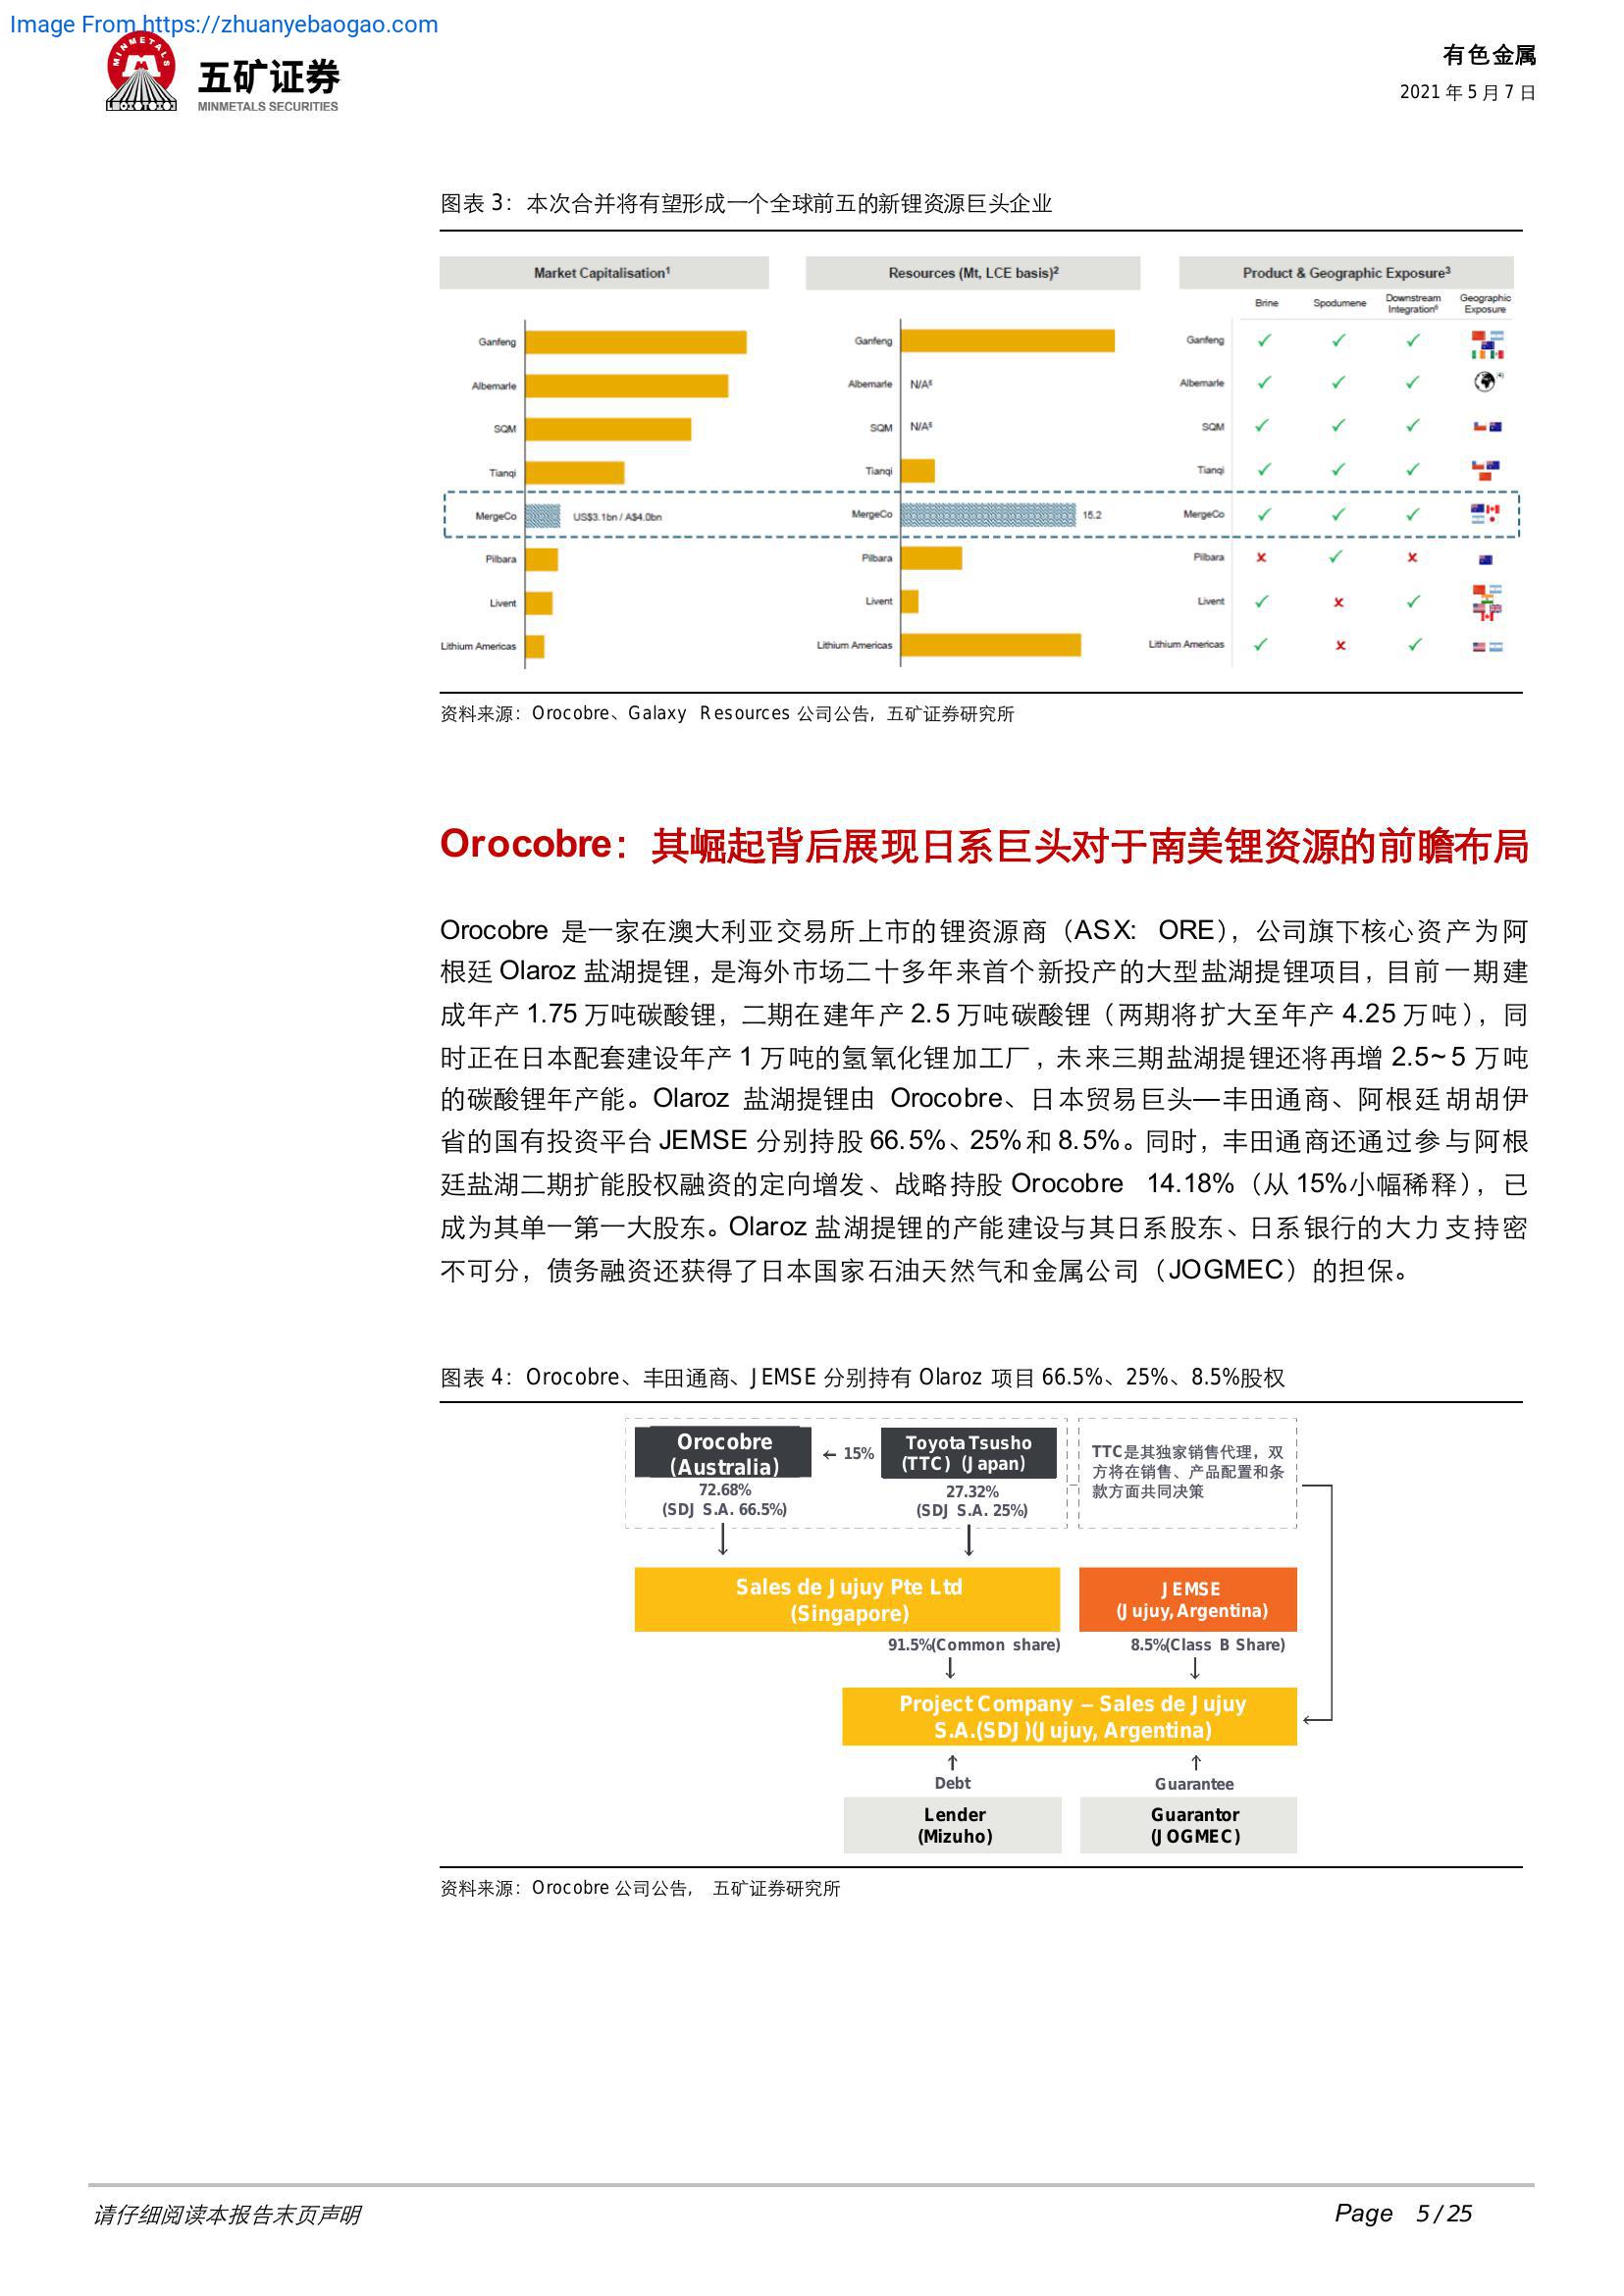 Image From https://zhuanyebaogao.com
MINMETALS
五矿证券
MINMETALS SECURITIES
有色金属
2021 年 5 月 7 日
图表 3：本次合并将有望形成一个全球前五的新锂资源巨头企业
Market Capitalisation1
Ganfeng
Albemarle
SQM
Tianqi
MergeCo US$3.1bn / A$4.0bn
Pilbara
Livent
Lithium Americas
Resources (Mt, LCE basis)2
Ganfeng
Albemarle N/A5
SQM N/A5
Tianqi
MergeCo 15.2
Pilbara
Livent
Lithium Americas
Product & Geographic Exposure3
Brine Spodumene Downstream Integration6 Geographic Exposure
Ganfeng ✓ ✓ ✓
Albemarle ✓ ✓ ✓ (4)
SQM ✓ ✓ ✓
Tianqi ✓ ✓ ✓
MergeCo ✓ ✓ ✓
Pilbara ✗ ✓ ✗
Livent ✓ ✗ ✓
Lithium Americas ✓ ✗ ✓
资料来源：Orocobre、Galaxy Resources 公司公告，五矿证券研究所
Orocobre：其崛起背后展现日系巨头对于南美锂资源的前瞻布局
Orocobre 是一家在澳大利亚交易所上市的锂资源商（ASX: ORE），公司旗下核心资产为阿
根廷 Olaroz 盐湖提锂，是海外市场二十多年来首个新投产的大型盐湖提锂项目，目前一期建
成年产 1.75 万吨碳酸锂，二期在建年产 2.5 万吨碳酸锂（两期将扩大至年产 4.25 万吨），同
时正在日本配套建设年产 1 万吨的氢氧化锂加工厂，未来三期盐湖提锂还将再增 2.5~5 万吨
的碳酸锂年产能。Olaroz 盐湖提锂由 Orocobre、日本贸易巨头—丰田通商、阿根廷胡胡伊
省的国有投资平台 JEMSE 分别持股 66.5%、25%和 8.5%。同时，丰田通商还通过参与阿根
廷盐湖二期扩能股权融资的定向增发、战略持股 Orocobre 14.18%（从 15%小幅稀释），已
成为其单一第一大股东。Olaroz 盐湖提锂的产能建设与其日系股东、日系银行的大力支持密
不可分，债务融资还获得了日本国家石油天然气和金属公司（JOGMEC）的担保。
图表 4：Orocobre、丰田通商、JEMSE 分别持有 Olaroz 项目 66.5%、25%、8.5%股权
Orocobre
(Australia)
← 15%
Toyota Tsusho
(TTC) (Japan)
72.68%
(SDJ S.A. 66.5%)
27.32%
(SDJ S.A. 25%)
TTC是其独家销售代理，双
方将在销售、产品配置和条
款方面共同决策
Sales de Jujuy Pte Ltd
(Singapore)
JEMSE
(Jujuy, Argentina)
91.5%(Common share)
8.5%(Class B Share)
Project Company – Sales de Jujuy
S.A.(SDJ)(Jujuy, Argentina)
Debt
Guarantee
Lender
(Mizuho)
Guarantor
(JOGMEC)
资料来源：Orocobre 公司公告， 五矿证券研究所
请仔细阅读本报告末页声明
Page 5 / 25